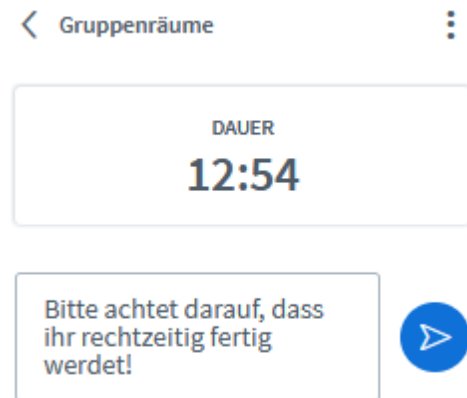 Gruppenräume
DAUER
12:54
Bitte achtet darauf, dass
ihr rechtzeitig fertig
werdet!